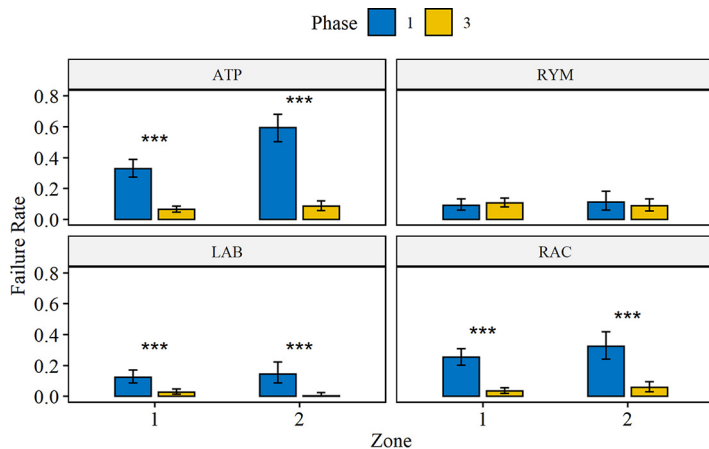 Phase 1 3
ATP RYM
0.8
0.6 ***
0.4 ***
0.2
0.0
Failure Rate
LAB RAC
0.8
0.6
0.4 *** ***
0.2 *** ***
0.0
1 2 1 2
Zone